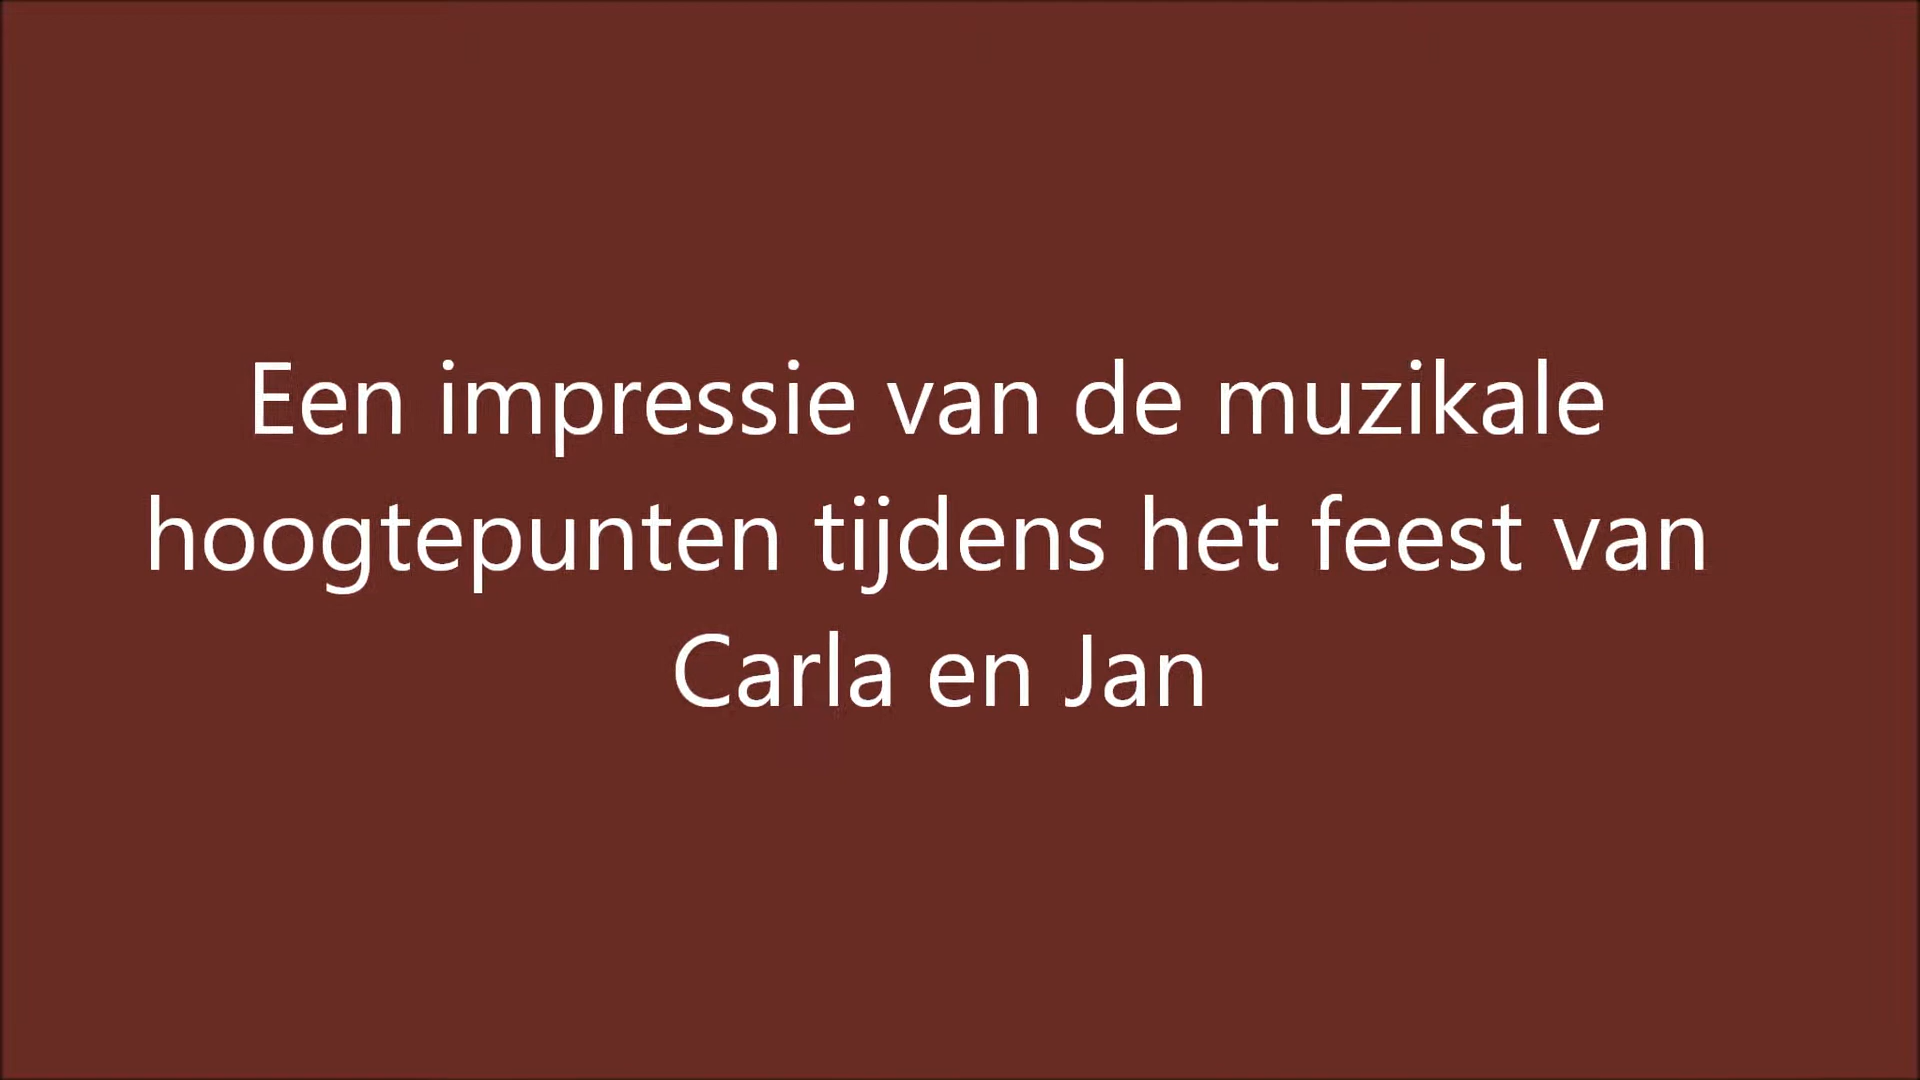 Een impressie van de muzikale
hoogtepunten tijdens het feest van
Carla en Jan